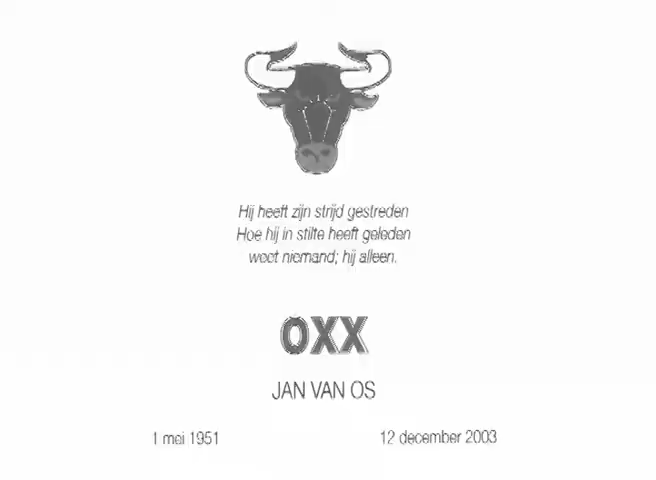 Hij heeft zijn strijd gestreden
Hoe hij in stilte heeft geleden
weet niemand; hij alleen.
OXX
JAN VAN OS
1 mei 1951
12 december 2003